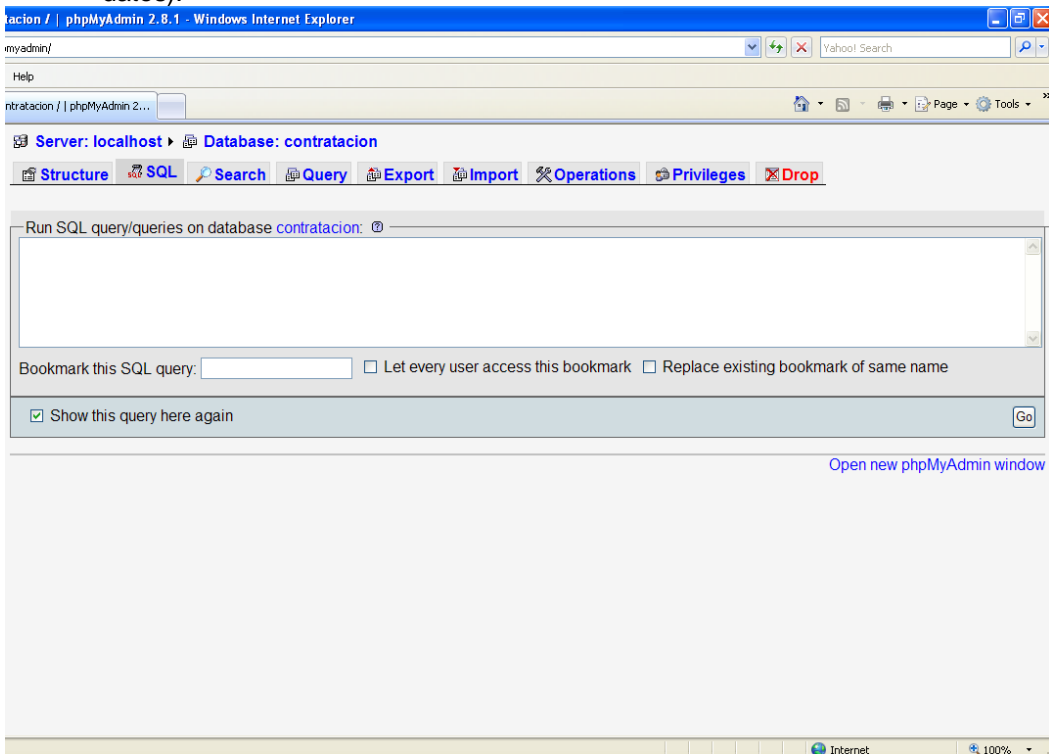 datos).
tacion / | phpMyAdmin 2.8.1 - Windows Internet Explorer
omyadmin/ Yahoo! Search
Help
ntratacion / | phpMyAdmin 2... Page Tools »
Server: localhost Database: contratacion
Structure SQL Search Query Export Import Operations Privileges Drop
Run SQL query/queries on database contratacion:
Bookmark this SQL query: Let every user access this bookmark Replace existing bookmark of same name
Show this query here again Go
Open new phpMyAdmin window
Internet 100%